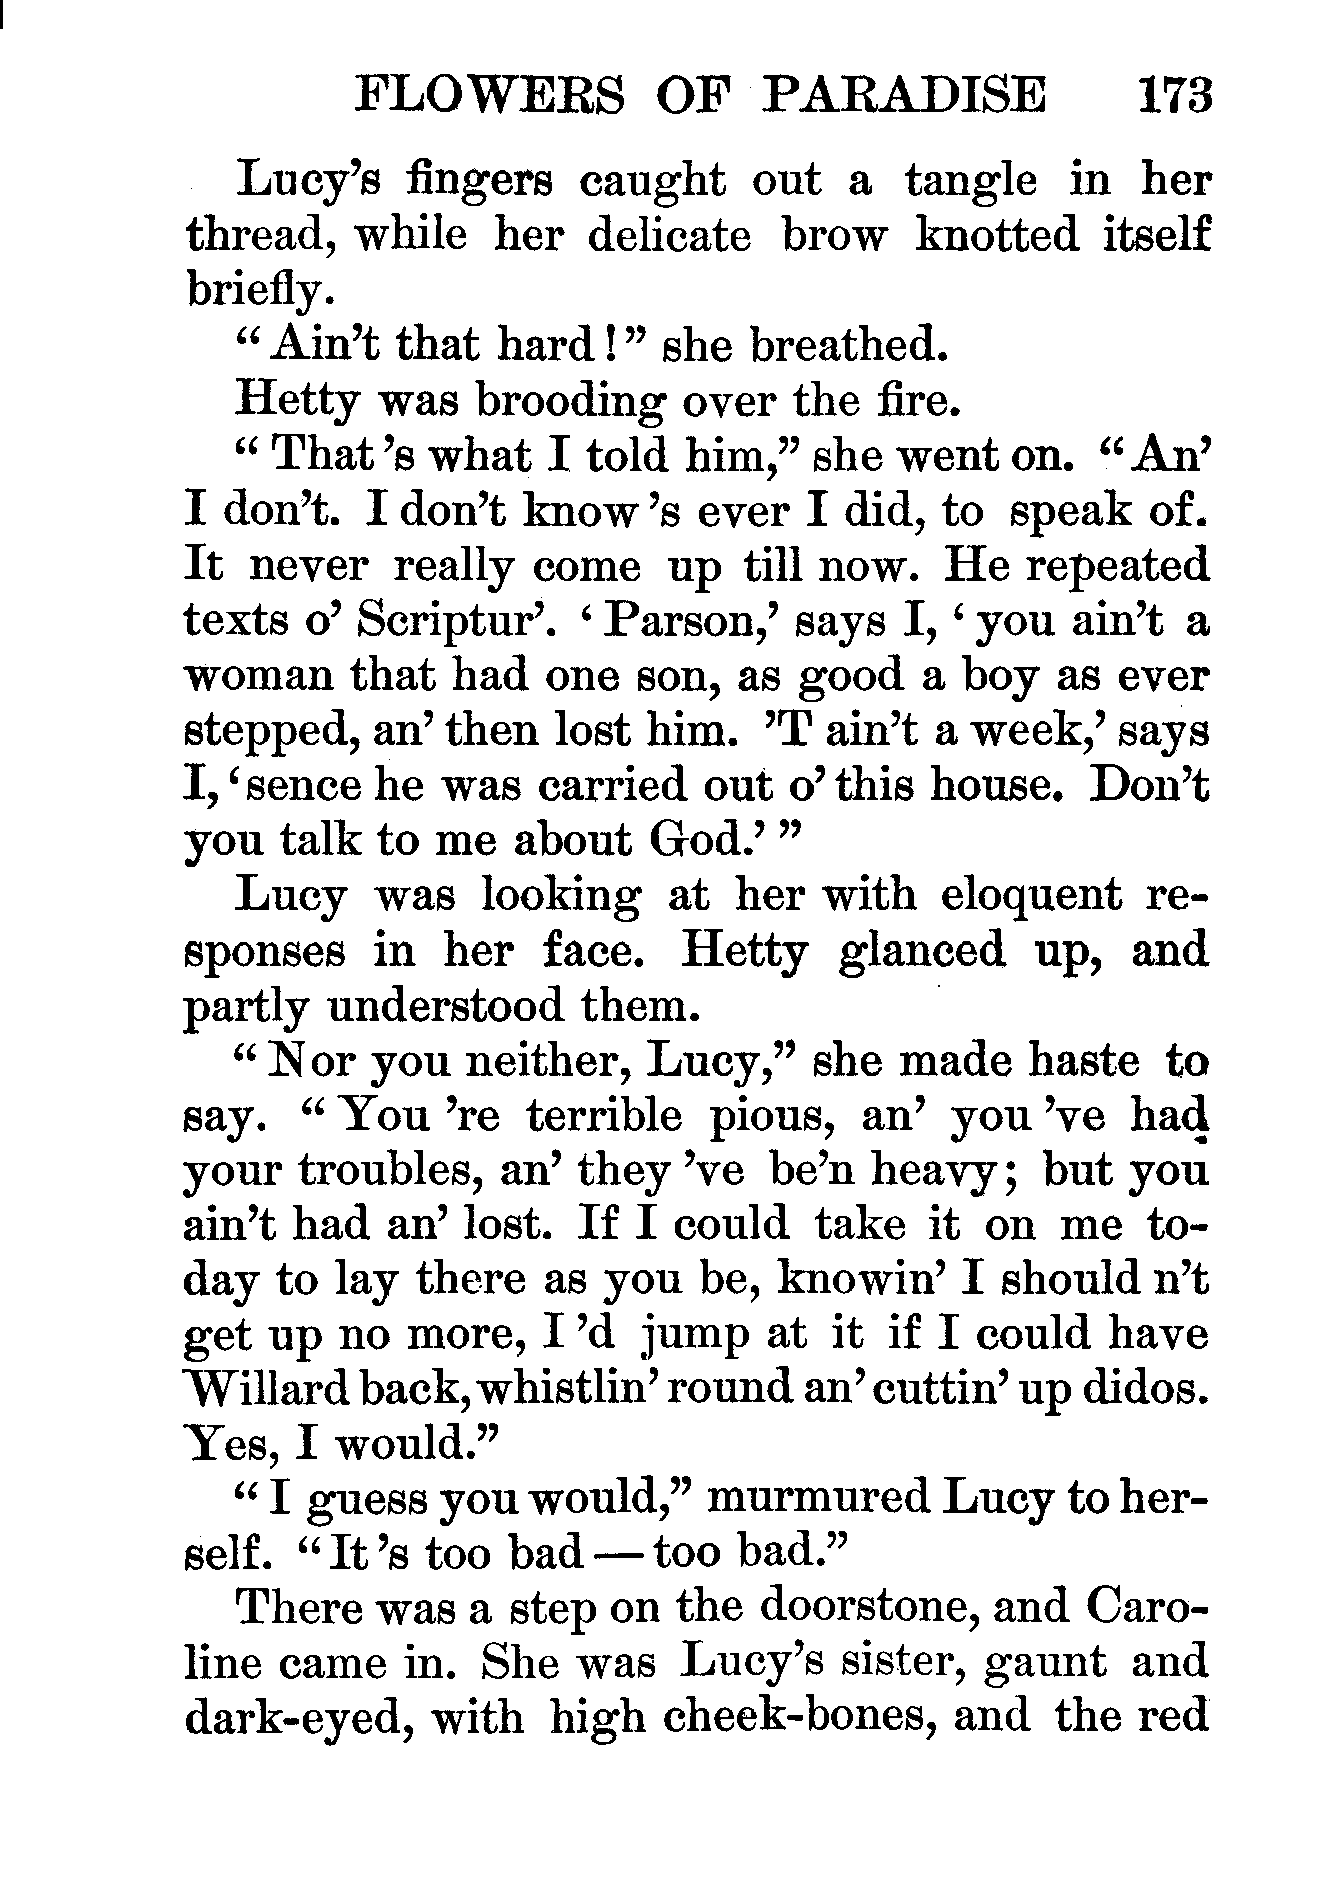 FLOWERS OF PARADISE 173
Lucy's fingers caught out a tangle in her
thread, while her delicate brow knotted itself
briefly.
"Ain't that hard!" she breathed.
Hetty was brooding over the fire.
"That 's what I told him," she went on. "An'
I don't. I don't know 's ever I did, to speak of.
It never really come up till now. He repeated
texts o' Scriptur'. 'Parson,' says I, 'you ain't a
woman that had one son, as good a boy as ever
stepped, an' then lost him. 'T ain't a week,' says
I, 'sence he was carried out o' this house. Don't
you talk to me about God.' "
Lucy was looking at her with eloquent re-
sponses in her face. Hetty glanced up, and
partly understood them.
"Nor you neither, Lucy," she made haste to
say. "You 're terrible pious, an' you 've had
your troubles, an' they 've be'n heavy; but you
ain't had an' lost. If I could take it on me to-
day to lay there as you be, knowin' I should n't
get up no more, I 'd jump at it if I could have
Willard back, whistlin' round an' cuttin' up didos.
Yes, I would."
"I guess you would," murmured Lucy to her-
self. "It 's too bad — too bad."
There was a step on the doorstone, and Caro-
line came in. She was Lucy's sister, gaunt and
dark-eyed, with high cheek-bones, and the red